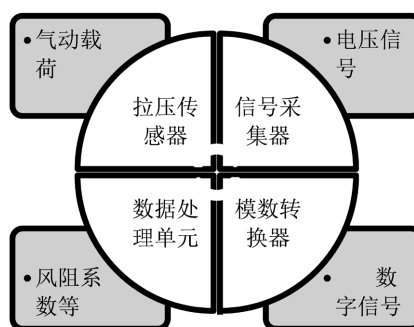 • 气动载
荷
• 电压信
号
拉压传
感器
信号采
集器
数据处
理单元
模数转
换器
• 风阻系
数等
• 数
字信号